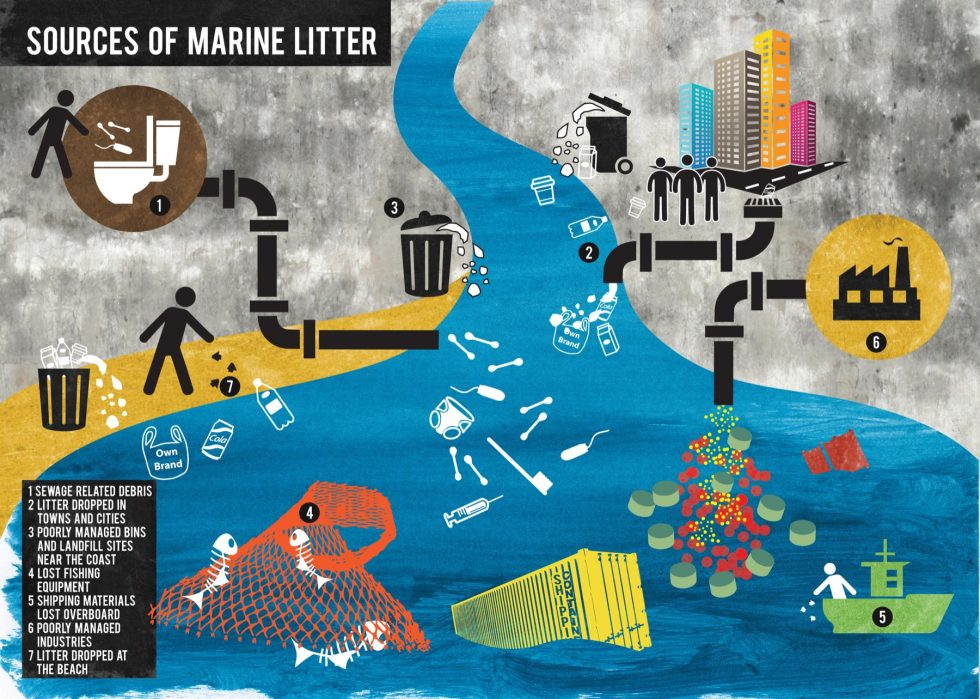 SOURCES OF MARINE LITTER
1
3
2
Cola
Own
Brand
6
7
Cola
Own
Brand
1 SEWAGE RELATED DEBRIS
2 LITTER DROPPED IN
TOWNS AND CITIES
3 POORLY MANAGED BINS
AND LANDFILL SITES
NEAR THE COAST
4 LOST FISHING
EQUIPMENT
5 SHIPPING MATERIALS
LOST OVERBOARD
6 POORLY MANAGED
INDUSTRIES
7 LITTER DROPPED AT
THE BEACH
4
5